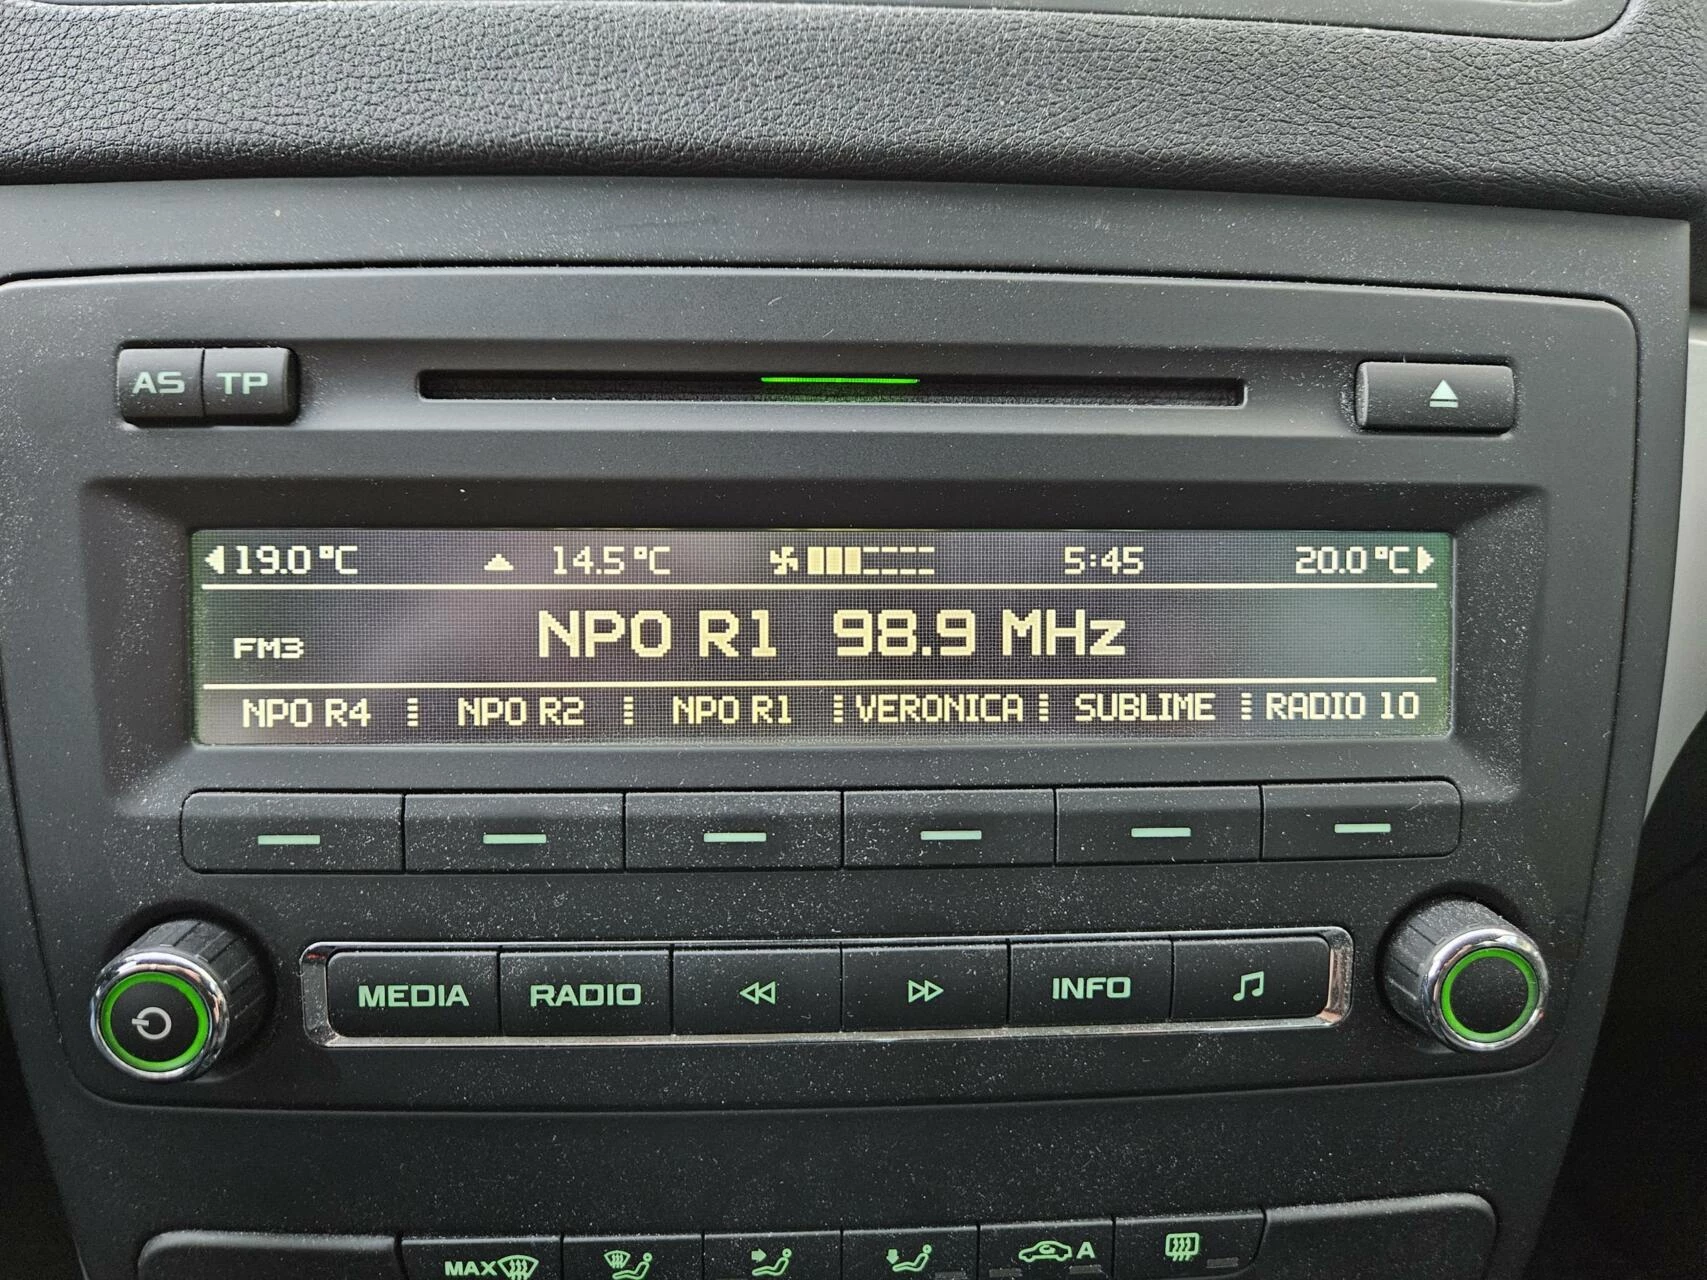 AS TP
19.0°C 14.5°C 5:45 20.0°C
FM3 NPO R1 98.9 MHz
NPO R4 NPO R2 NPO R1 VERONICA SUBLIME RADIO 10
MEDIA RADIO INFO
MAX A